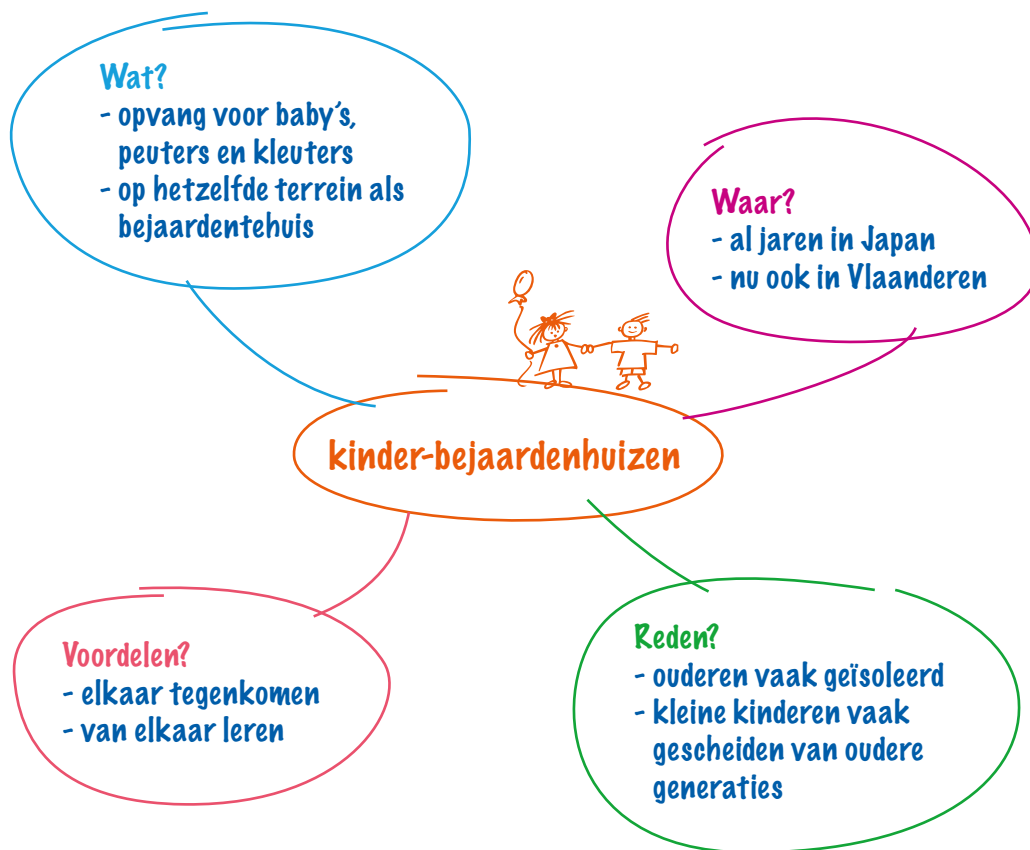 Wat?
- opvang voor baby's,
peuters en kleuters
- op hetzelfde terrein als
bejaardentehuis
Waar?
- al jaren in Japan
- nu ook in Vlaanderen
kinder-bejaardenhuizen
Voordelen?
- elkaar tegenkomen
- van elkaar leren
Reden?
- ouderen vaak geïsoleerd
- kleine kinderen vaak
gescheiden van oudere
generaties